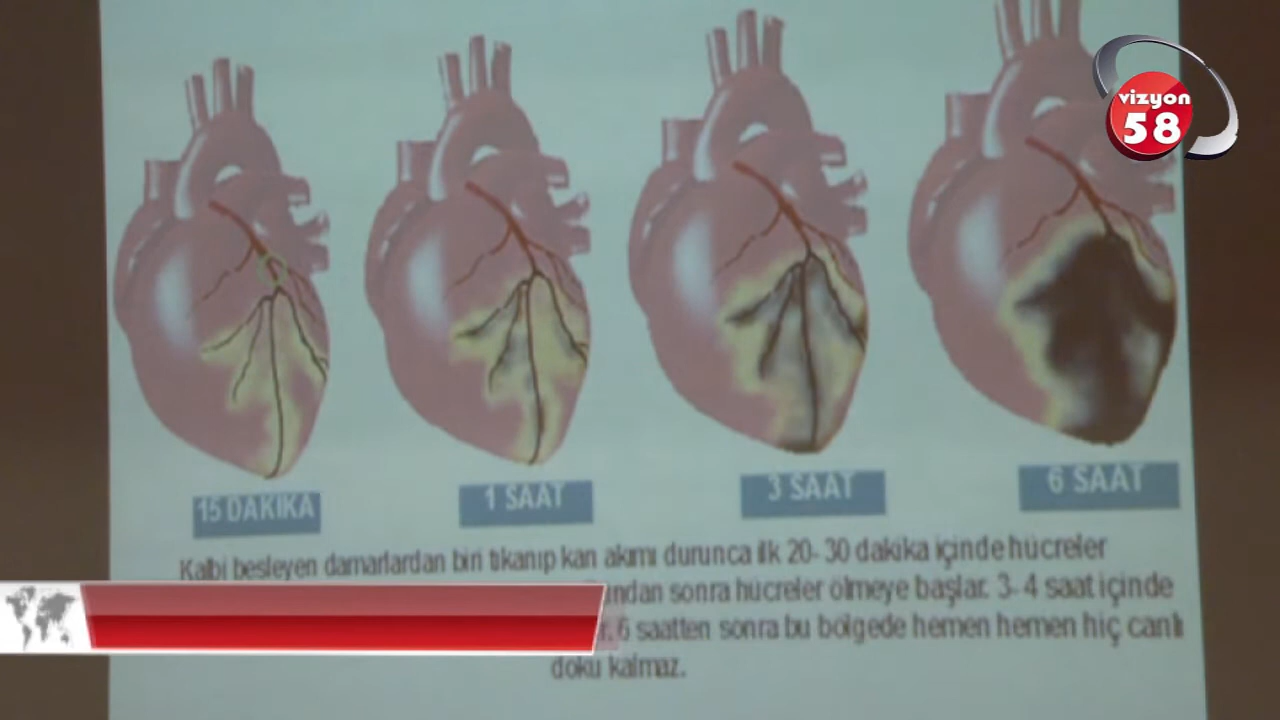 vizyon
58
15 DAKİKA
1 SAAT
3 SAAT
6 SAAT
Kalbi besleyen damarlardan biri tıkanıp kan akımı durunca ilk 20-30 dakika içinde hücreler
sonra hücreler ölmeye başlar. 3-4 saat içinde
6 saatten sonra bu bölgede hemen hemen hiç canlı
doku kalmaz.